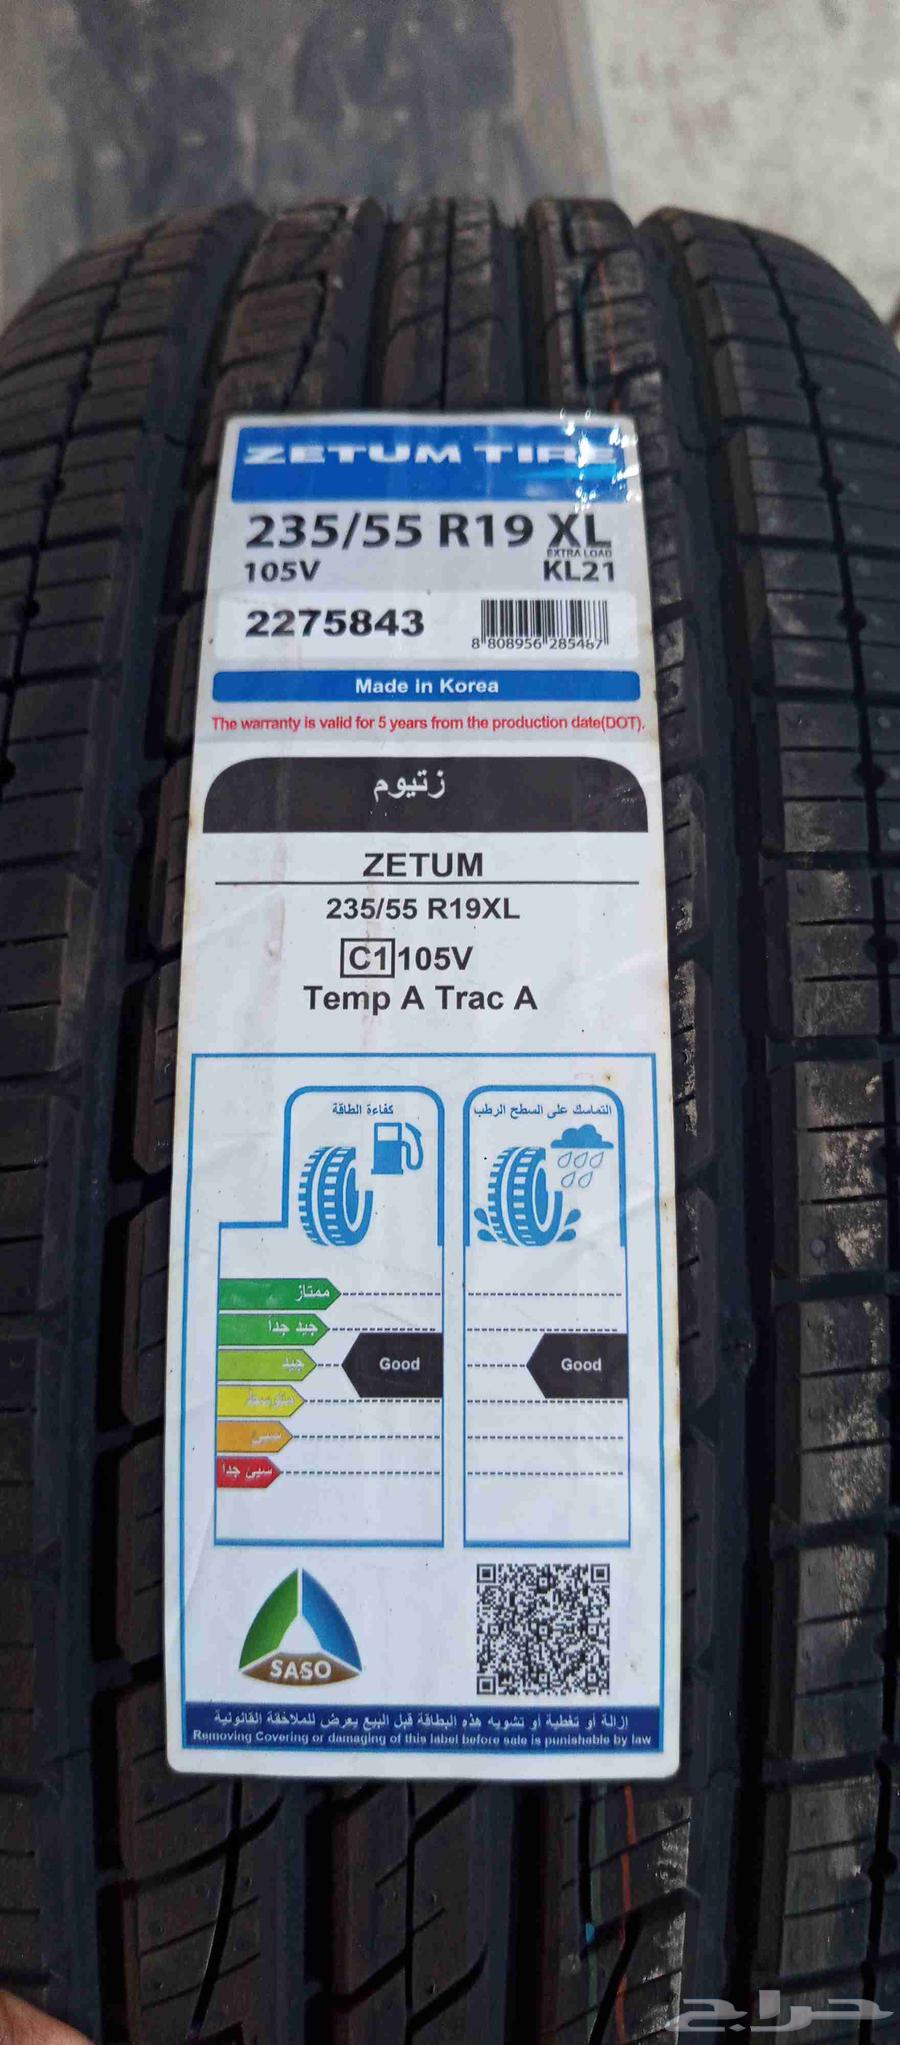 ZETUM TIRE
235/55 R19 XL
EXTRA LOAD
105V KL21
2275843
8 808956 285467
Made in Korea
The warranty is valid for 5 years from the production date(DOT).
زتيوم
ZETUM
235/55 R19XL
C1 105V
Temp A Trac A
كفاءة الطاقة
التماسك على السطح الرطب
ممتاز
جيد جداً
جيد Good Good
متوسط
سيئ
سيئ جداً
SASO
إزالة أو تغطية أو تشويه هذه البطاقة قبل البيع يعرض للملاحقة القانونية
Removing Covering or damaging of this label before sale is punishable by law
حراج